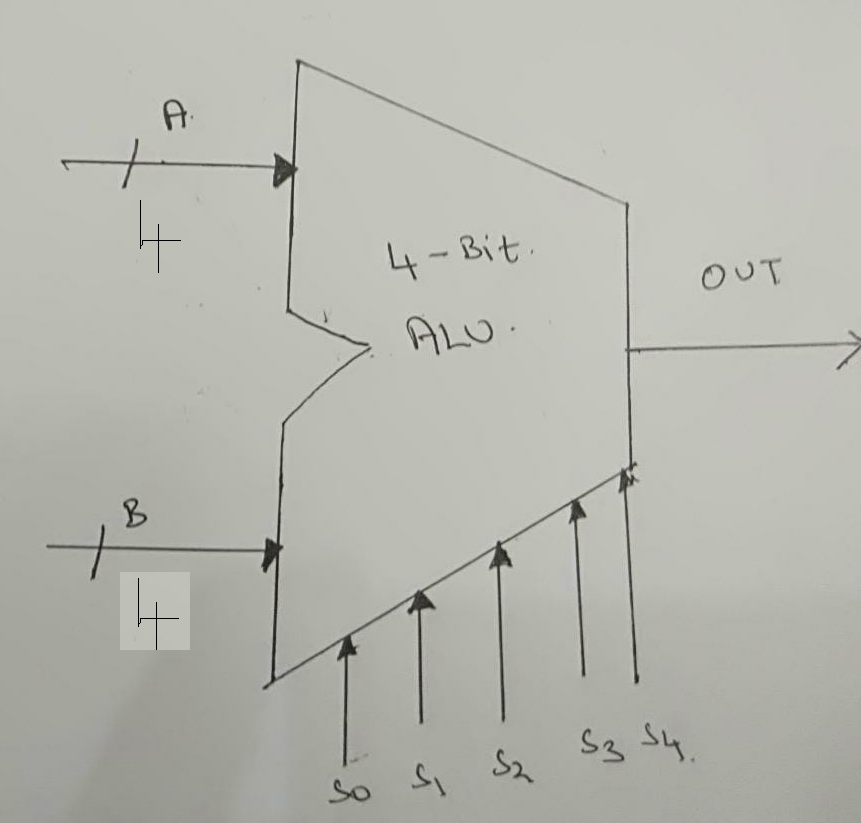 A.
4
4-Bit.
ALU.
OUT
B
4
S0 S1 S2 S3 S4.